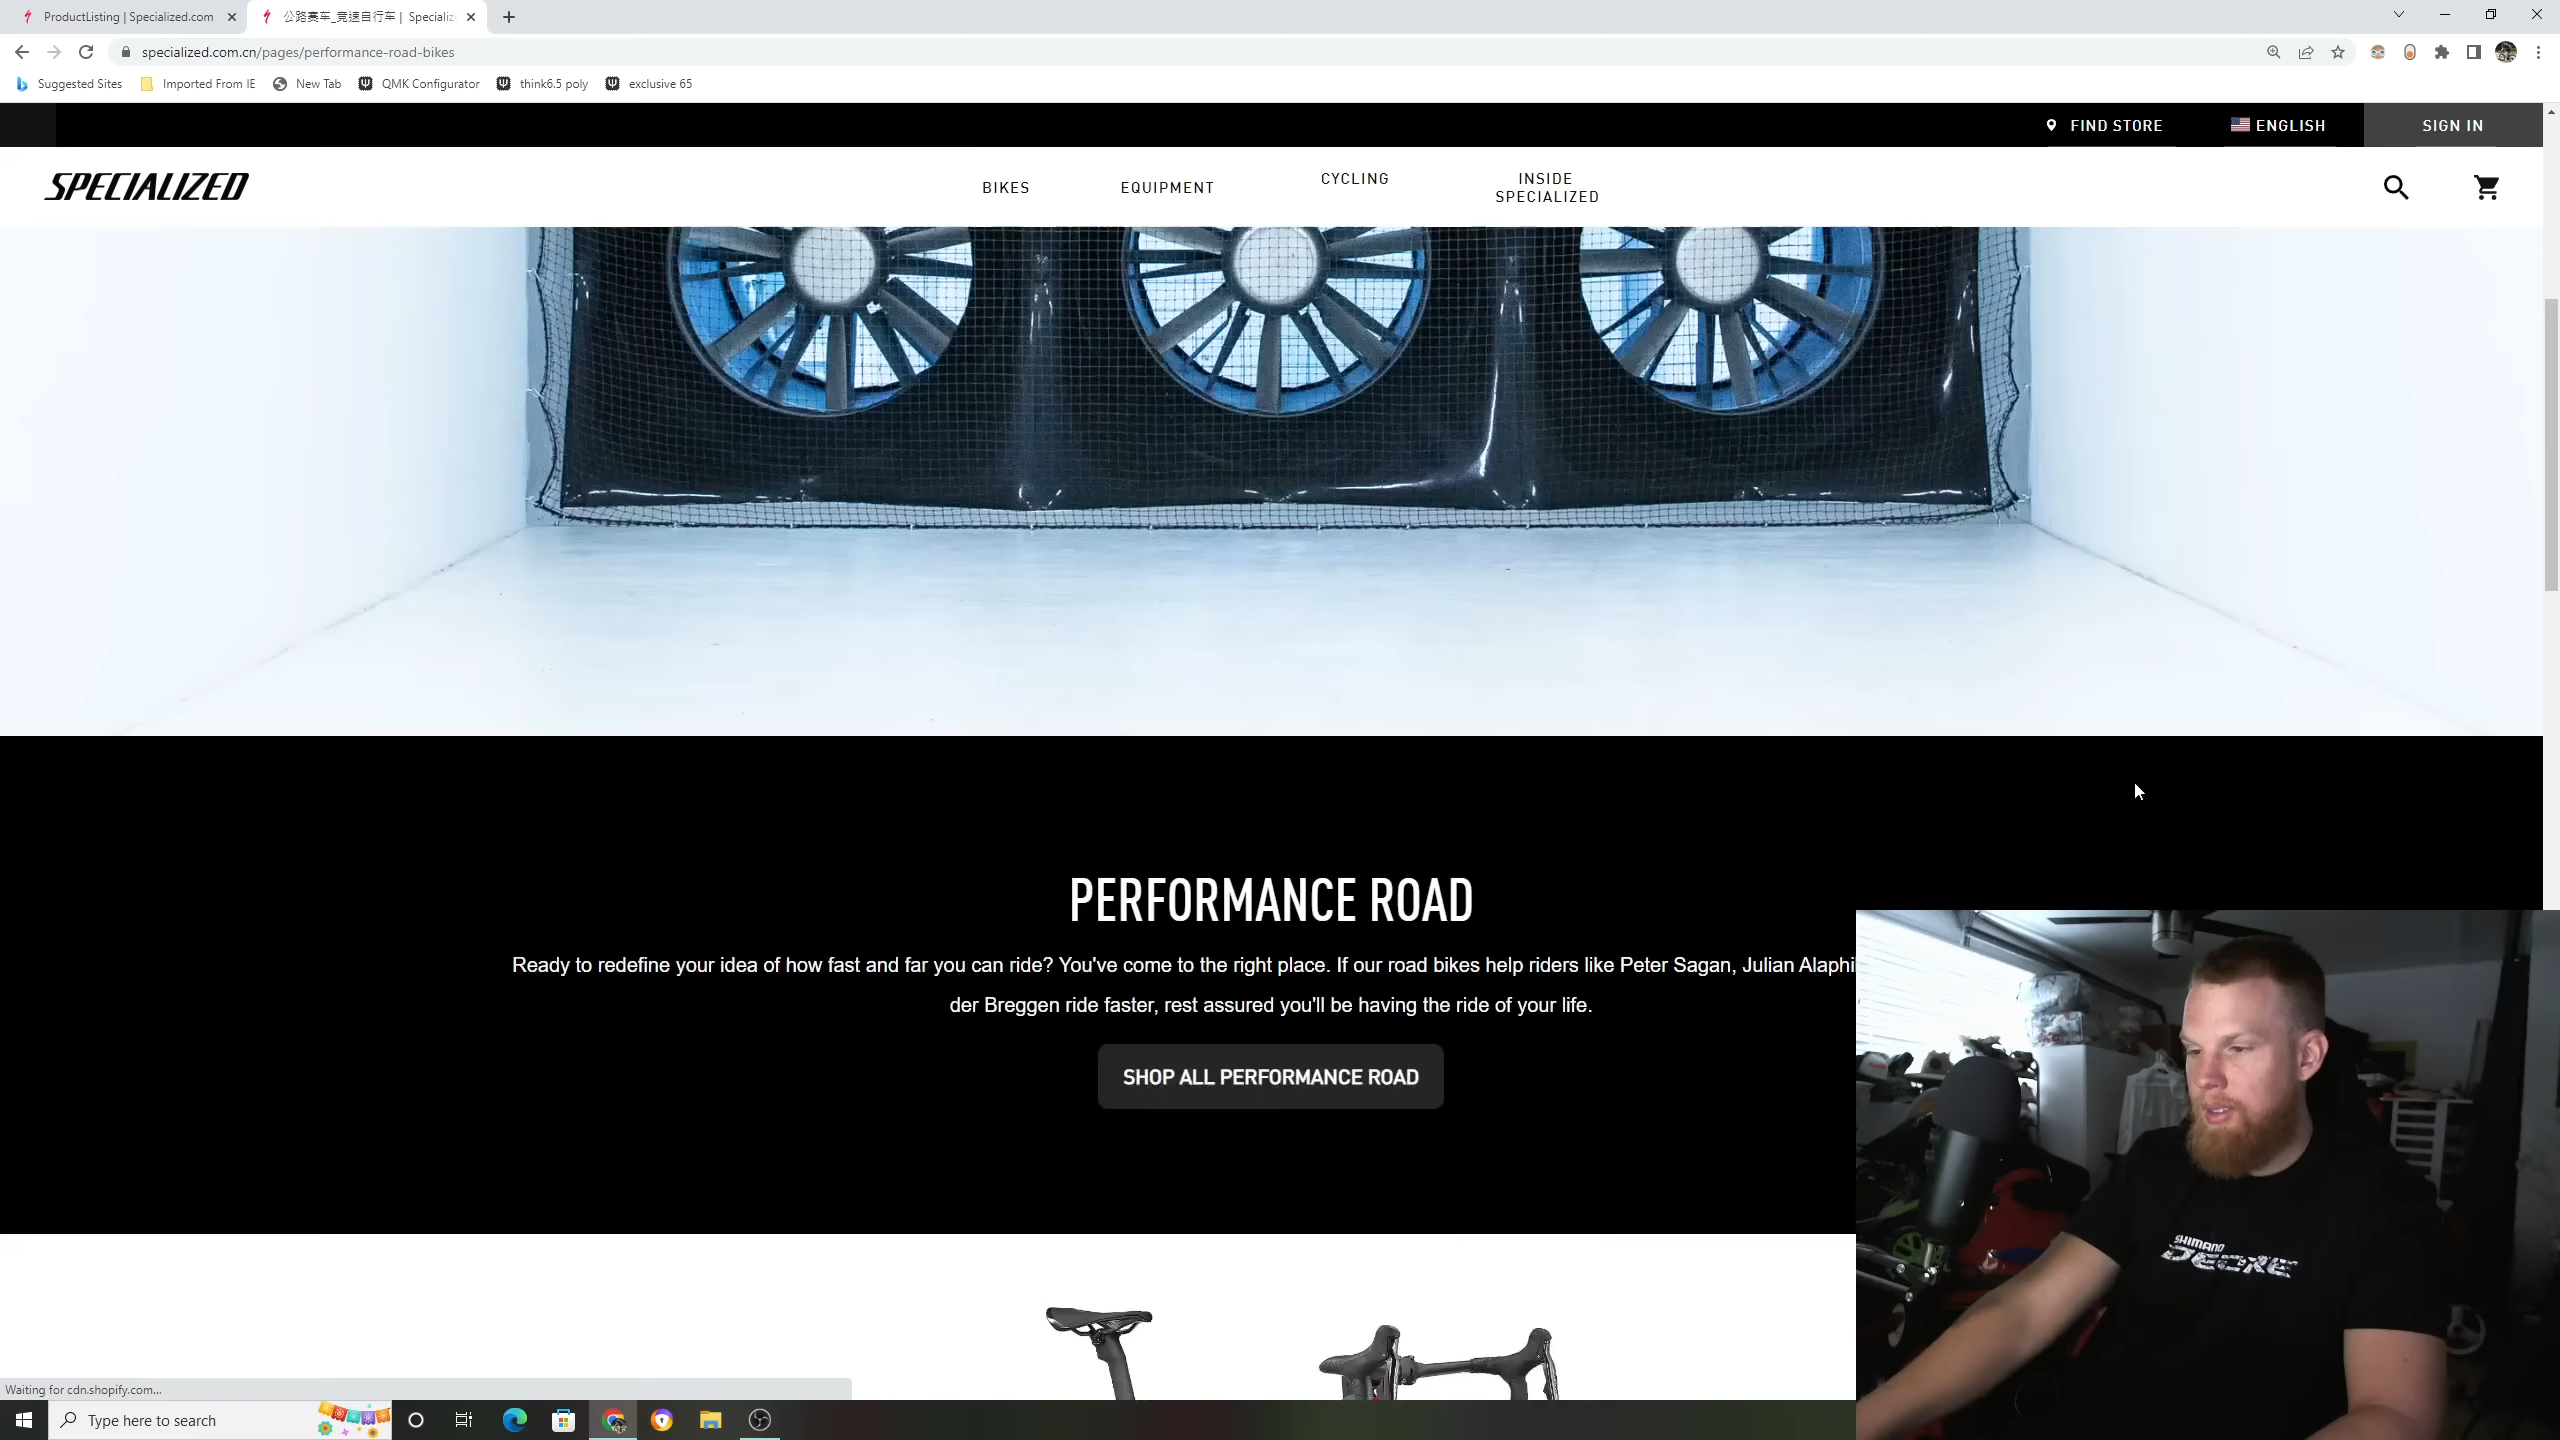 ProductListing | Specialized.com
公路赛车_竞速自行车 | Specializ
specialized.com.cn/pages/performance-road-bikes
Suggested Sites
Imported From IE
New Tab
QMK Configurator
think6.5 poly
exclusive 65
FIND STORE
ENGLISH
SIGN IN
SPECIALIZED
BIKES
EQUIPMENT
CYCLING
INSIDE
SPECIALIZED
PERFORMANCE ROAD
Ready to redefine your idea of how fast and far you can ride? You've come to the right place. If our road bikes help riders like Peter Sagan, Julian Alaphi
der Breggen ride faster, rest assured you'll be having the ride of your life.
SHOP ALL PERFORMANCE ROAD
SHIMANO
DEORE
Waiting for cdn.shopify.com...
Type here to search